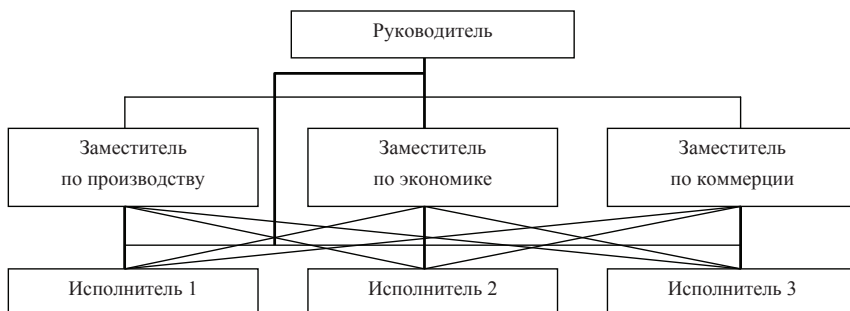 Руководитель
Заместитель
по производству
Заместитель
по экономике
Заместитель
по коммерции
Исполнитель 1
Исполнитель 2
Исполнитель 3